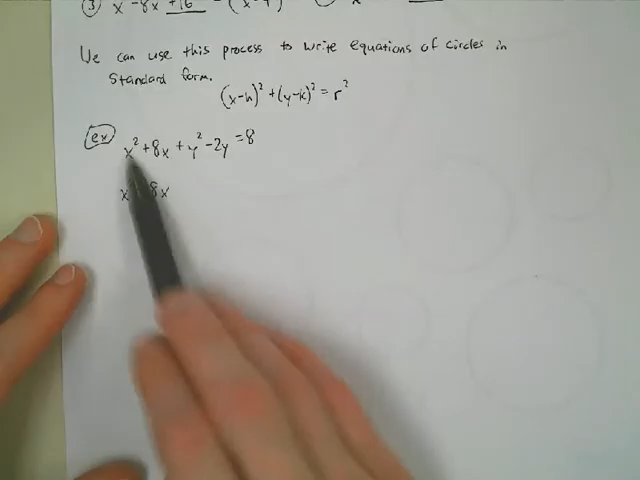 ③ x² -8x +16 = (x-4)²
We can use this process to write equations of circles in
Standard form.
(x-h)² + (y-k)² = r²
ex x² + 8x + y² - 2y = 8
x 8x